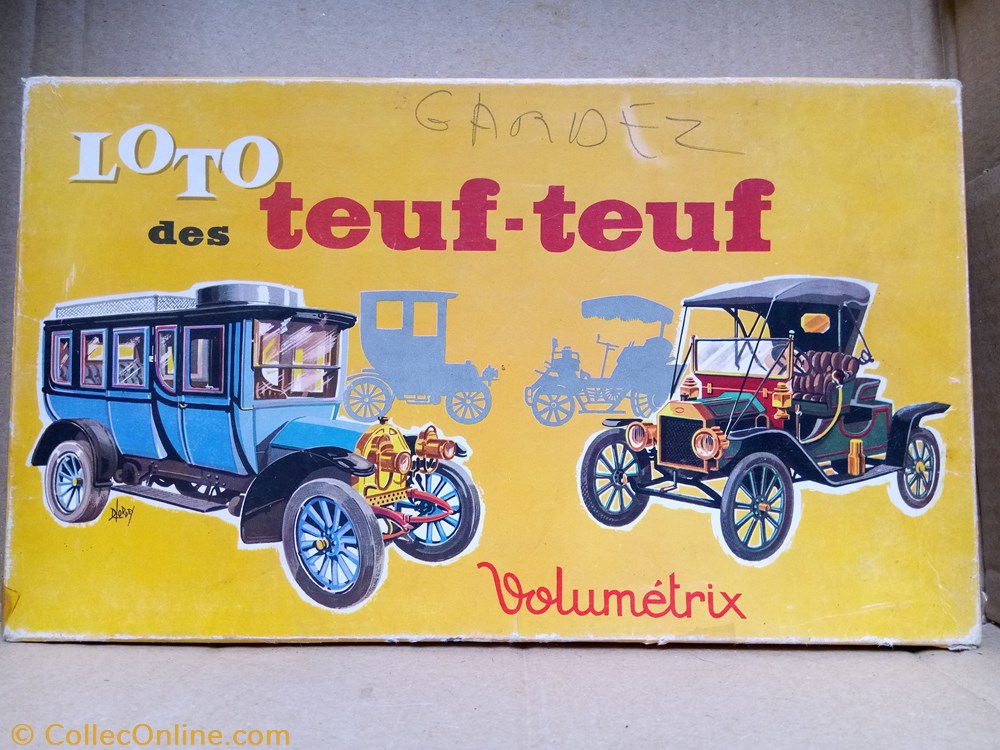 GARDEZ
LOTO
des teuf-teuf
Volumétrix
© CollecOnline.com